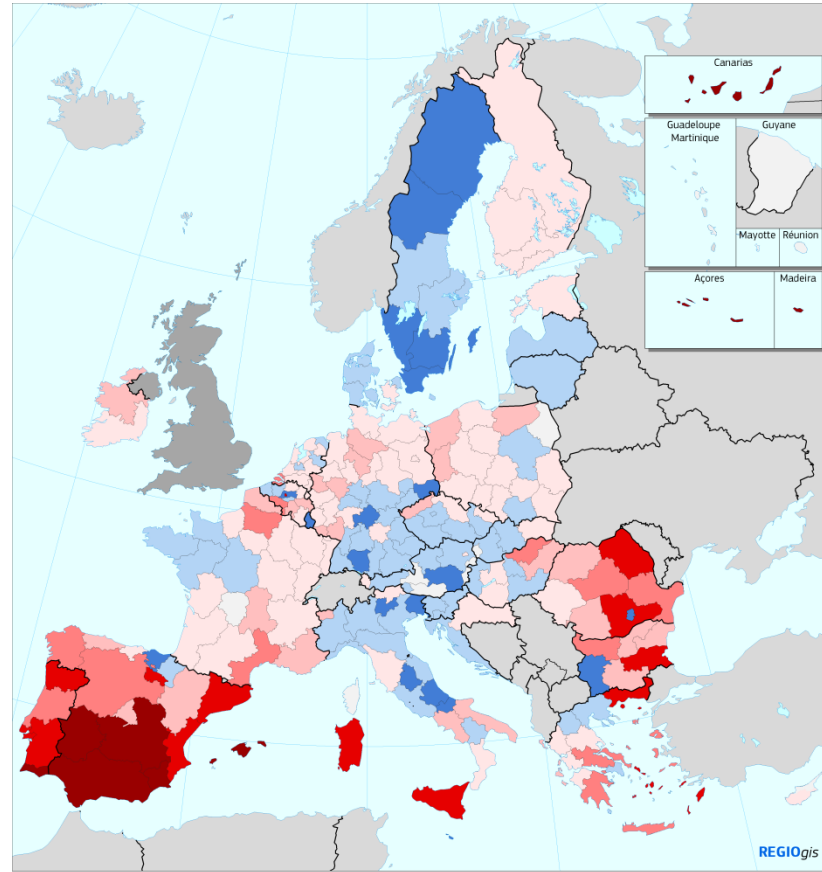 Canarias
Guadeloupe
Martinique
Guyane
Mayotte
Réunion
Açores
Madeira
REGIOgis